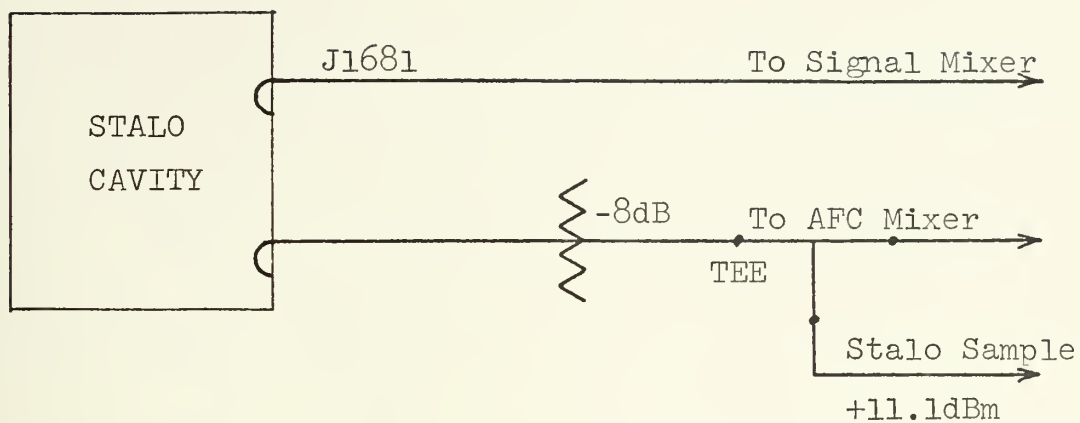 J1681
To Signal Mixer
STALO
CAVITY
-8dB
To AFC Mixer
TEE
Stalo Sample
+11.1dBm